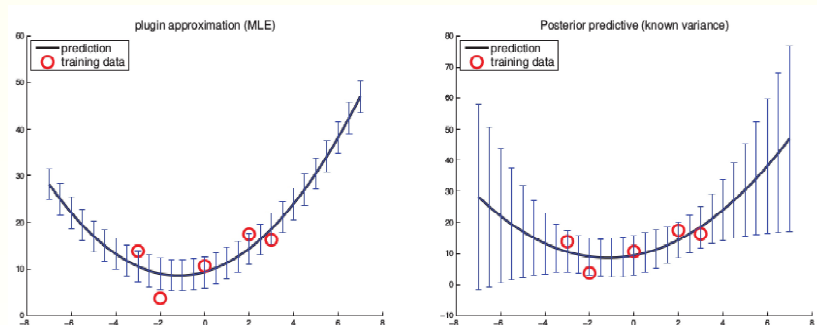 plugin approximation (MLE)
60
prediction
training data
50
40
30
20
10
0
−8 −6 −4 −2 0 2 4 6 8
Posterior predictive (known variance)
80
prediction
training data
70
60
50
40
30
20
10
0
−10
−8 −6 −4 −2 0 2 4 6 8